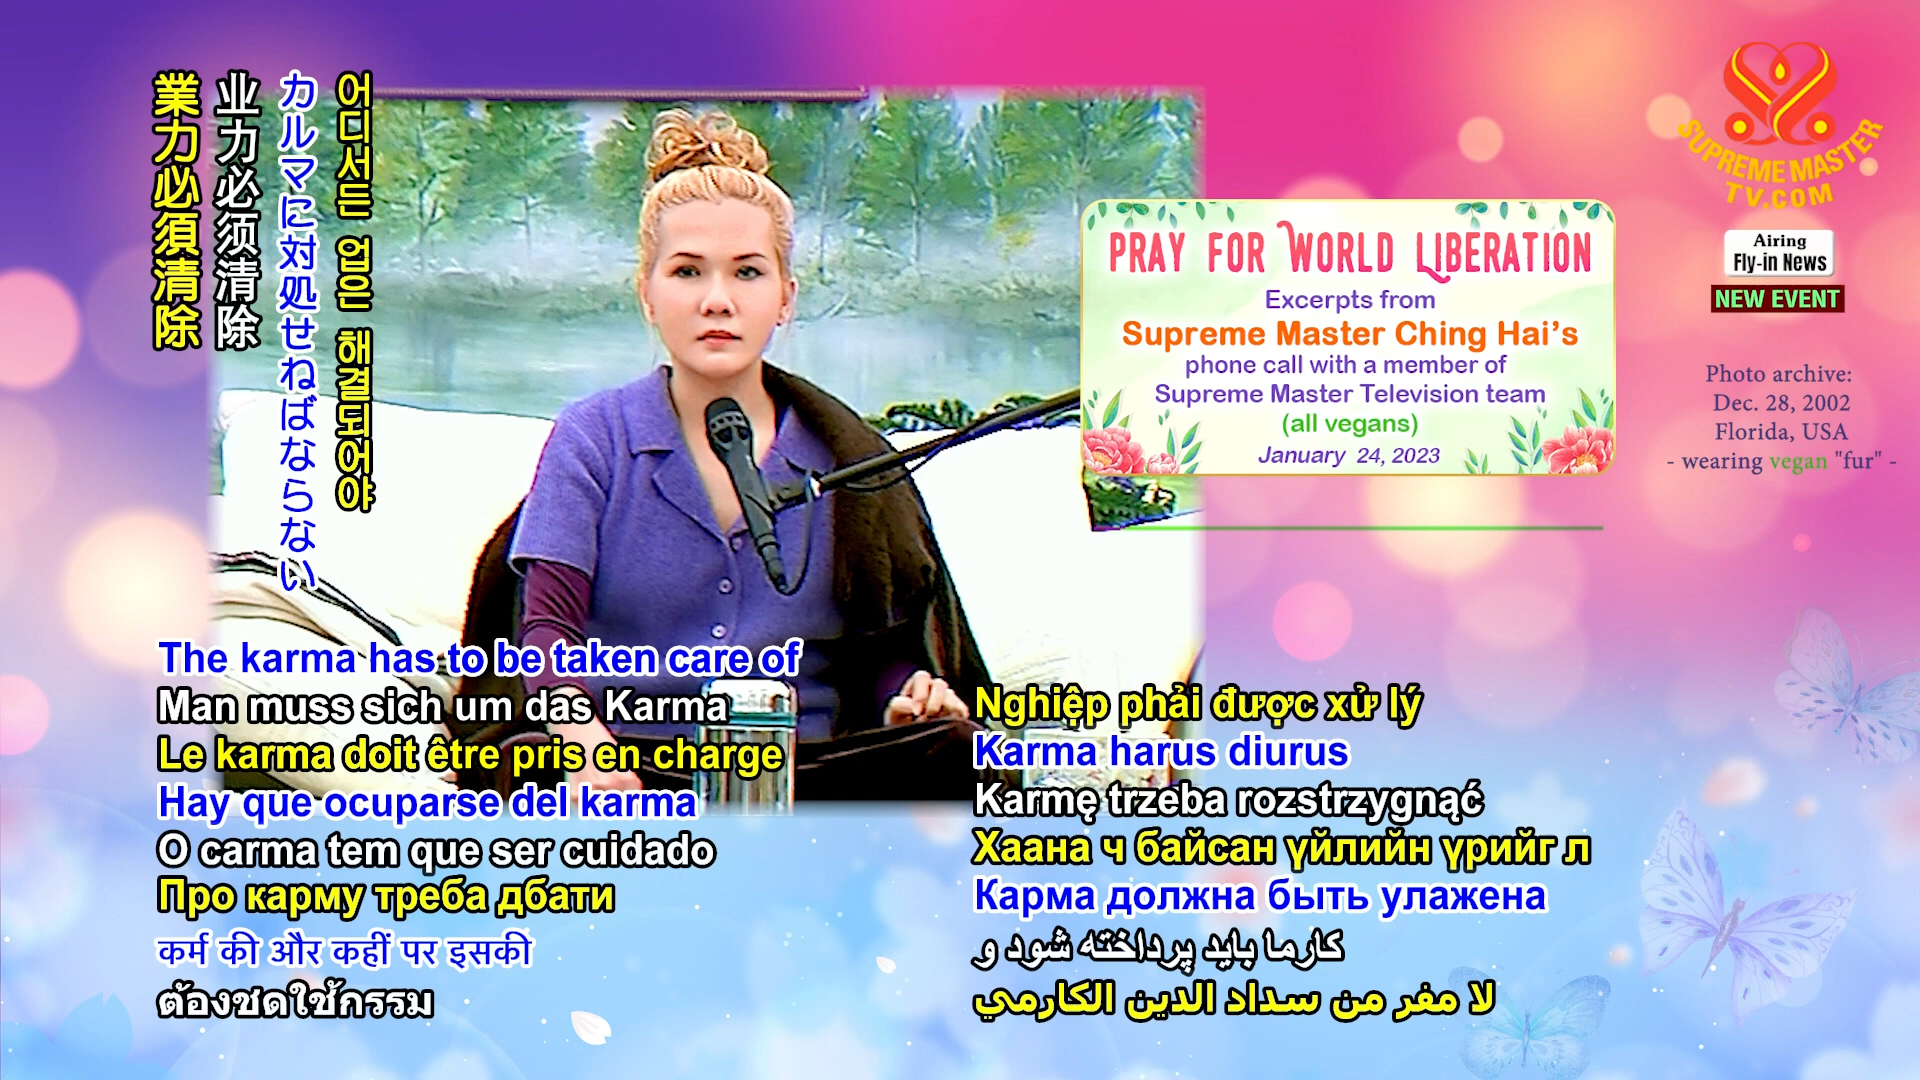 業力必須清除
业力必须清除
カルマに対処せねばならない
어디서든 업은 해결되어야
SUPREME MASTER
TV.COM
Airing
Fly-in News
NEW EVENT
PRAY FOR WORLD LIBERATION
Excerpts from
Supreme Master Ching Hai's
phone call with a member of
Supreme Master Television team
(all vegans)
January 24, 2023
Photo archive:
Dec. 28, 2002
Florida, USA
- wearing vegan "fur" -
The karma has to be taken care of
Man muss sich um das Karma
Le karma doit être pris en charge
Hay que ocuparse del karma
O carma tem que ser cuidado
Про карму треба дбати
कर्म की और कहीं पर इसकी
ต้องชดใช้กรรม
Nghiệp phải được xử lý
Karma harus diurus
Karmę trzeba rozstrzygnąć
Хаана ч байсан үйлийн үрийг л
Карма должна быть улажена
کارما باید پرداخته شود و
لا مفر من سداد الدين الكارمي